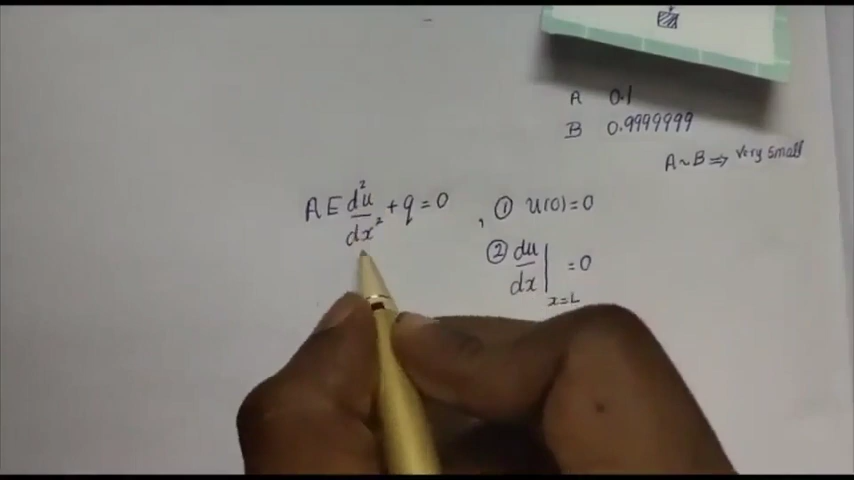 A 0.1
B 0.9999999
A~B ⇒ very small
AE d²u/dx² + q = 0 , ① u(0) = 0
② du/dx | x=L = 0